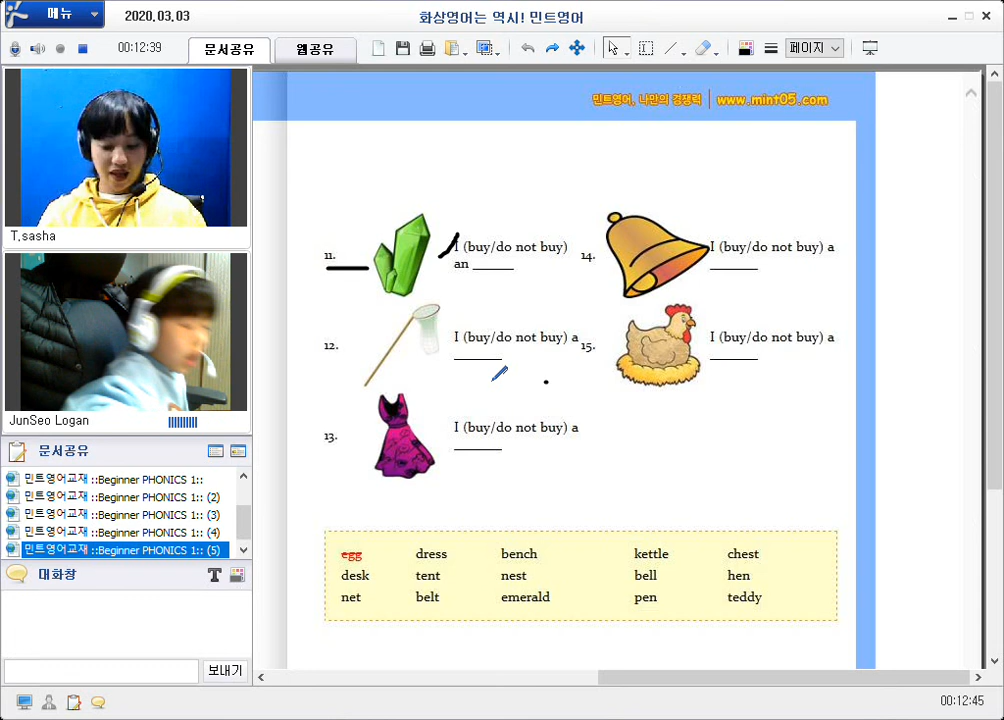 메뉴
2020,03,03
화상영어는 역시! 민트영어
00:12:39
문서공유
웹공유
페이지
민트영어, 나만의 경쟁력 | www.mint05.com
T.sasha
JunSeo Logan
문서공유
민트영어교재 ::Beginner PHONICS 1::
민트영어교재 ::Beginner PHONICS 1:: (2)
민트영어교재 ::Beginner PHONICS 1:: (3)
민트영어교재 ::Beginner PHONICS 1:: (4)
민트영어교재 ::Beginner PHONICS 1:: (5)
대화창
T
보내기
11.
I (buy/do not buy)
an ______
12.
I (buy/do not buy) a
______
13.
I (buy/do not buy) a
______
14.
I (buy/do not buy) a
______
15.
I (buy/do not buy) a
______
egg dress bench kettle chest
desk tent nest bell hen
net belt emerald pen teddy
00:12:45